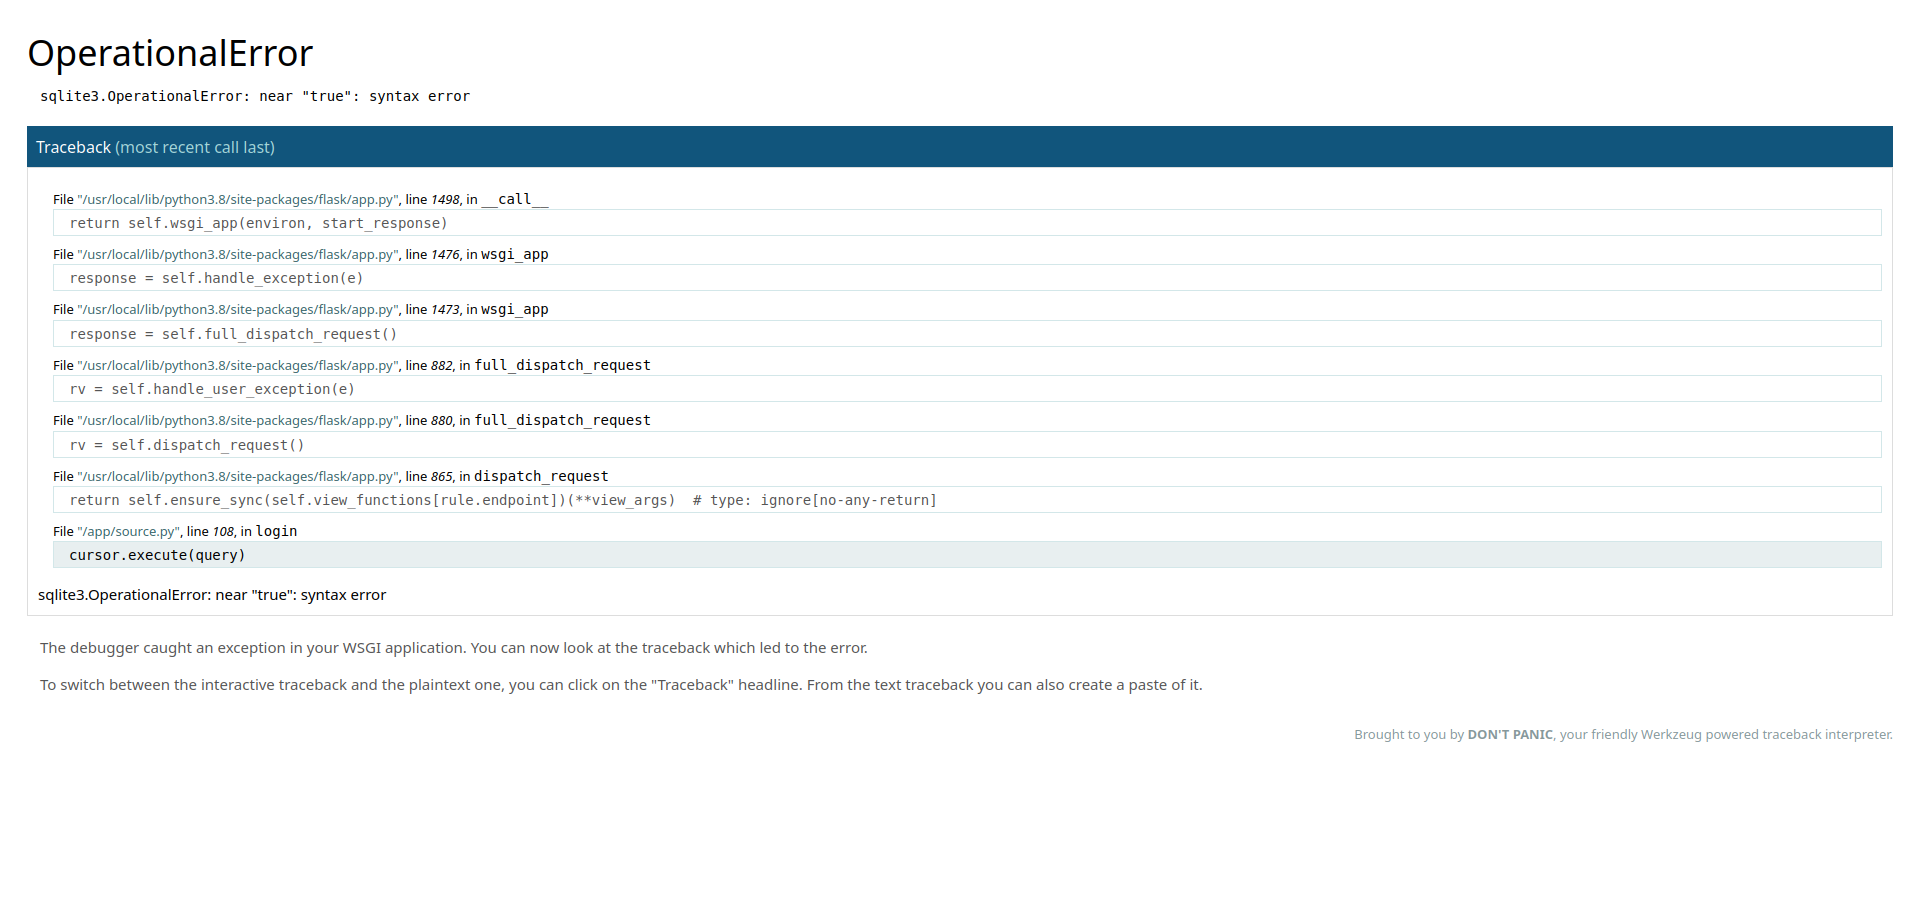 OperationalError
sqlite3.OperationalError: near "true": syntax error
Traceback (most recent call last)
File "/usr/local/lib/python3.8/site-packages/flask/app.py", line 1498, in __call__
return self.wsgi_app(environ, start_response)
File "/usr/local/lib/python3.8/site-packages/flask/app.py", line 1476, in wsgi_app
response = self.handle_exception(e)
File "/usr/local/lib/python3.8/site-packages/flask/app.py", line 1473, in wsgi_app
response = self.full_dispatch_request()
File "/usr/local/lib/python3.8/site-packages/flask/app.py", line 882, in full_dispatch_request
rv = self.handle_user_exception(e)
File "/usr/local/lib/python3.8/site-packages/flask/app.py", line 880, in full_dispatch_request
rv = self.dispatch_request()
File "/usr/local/lib/python3.8/site-packages/flask/app.py", line 865, in dispatch_request
return self.ensure_sync(self.view_functions[rule.endpoint])(**view_args)  # type: ignore[no-any-return]
File "/app/source.py", line 108, in login
cursor.execute(query)
sqlite3.OperationalError: near "true": syntax error
The debugger caught an exception in your WSGI application. You can now look at the traceback which led to the error.
To switch between the interactive traceback and the plaintext one, you can click on the "Traceback" headline. From the text traceback you can also create a paste of it.
Brought to you by DON'T PANIC, your friendly Werkzeug powered traceback interpreter.